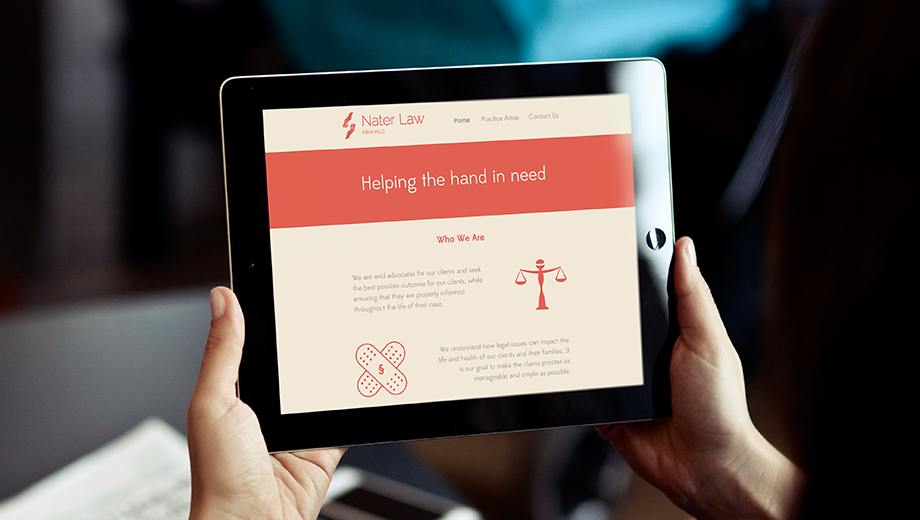 Nater Law
FIRM PLLC
Home Practice Areas Contact Us
Helping the hand in need
Who We Are
We are avid advocates for our clients and seek
the best possible outcome for our clients, while
ensuring that they are properly informed
throughout the life of their case.
We understand how legal issues can impact the
life and health of our clients and their families. It
is our goal to make the claims process as
manageable and simple as possible.
§